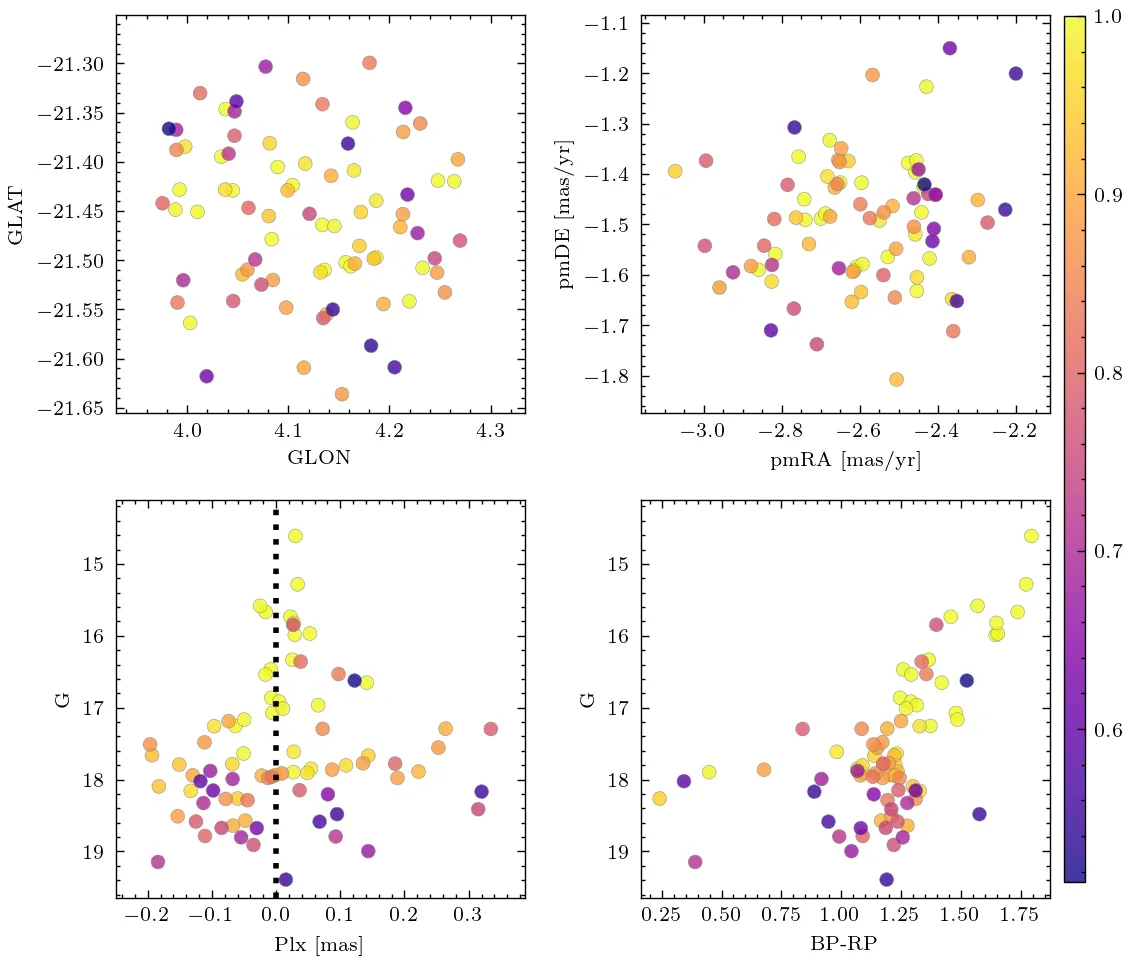 −21.30
−21.35
−21.40
−21.45
−21.50
−21.55
−21.60
−21.65
GLAT
4.0 4.1 4.2 4.3
GLON
−1.1
−1.2
−1.3
−1.4
−1.5
−1.6
−1.7
−1.8
pmDE [mas/yr]
−3.0 −2.8 −2.6 −2.4 −2.2
pmRA [mas/yr]
15
16
17
18
19
G
−0.2 −0.1 0.0 0.1 0.2 0.3
Plx [mas]
15
16
17
18
19
G
0.25 0.50 0.75 1.00 1.25 1.50 1.75
BP-RP
1.0
0.9
0.8
0.7
0.6